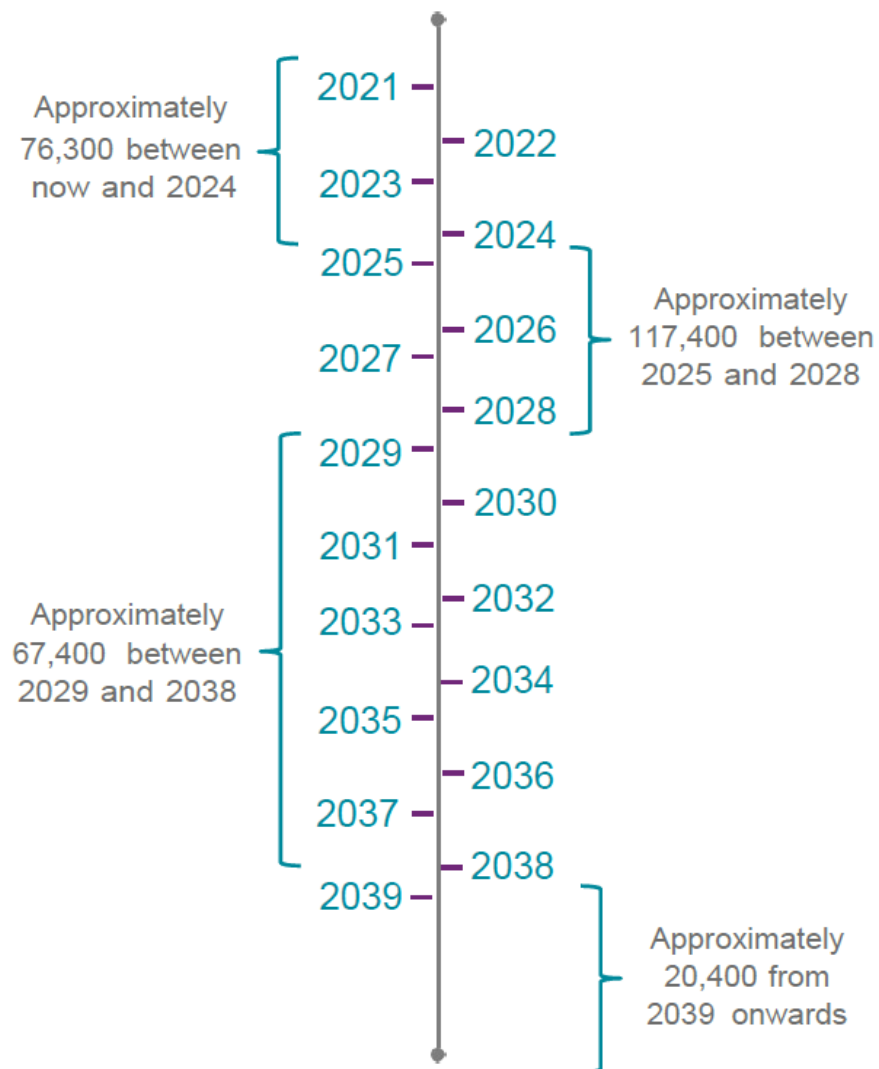 2021
Approximately
76,300 between
now and 2024
2022
2023
2024
2025
Approximately
117,400 between
2025 and 2028
2026
2027
2028
2029
2030
2031
2032
Approximately
67,400 between
2029 and 2038
2033
2034
2035
2036
2037
2038
2039
Approximately
20,400 from
2039 onwards